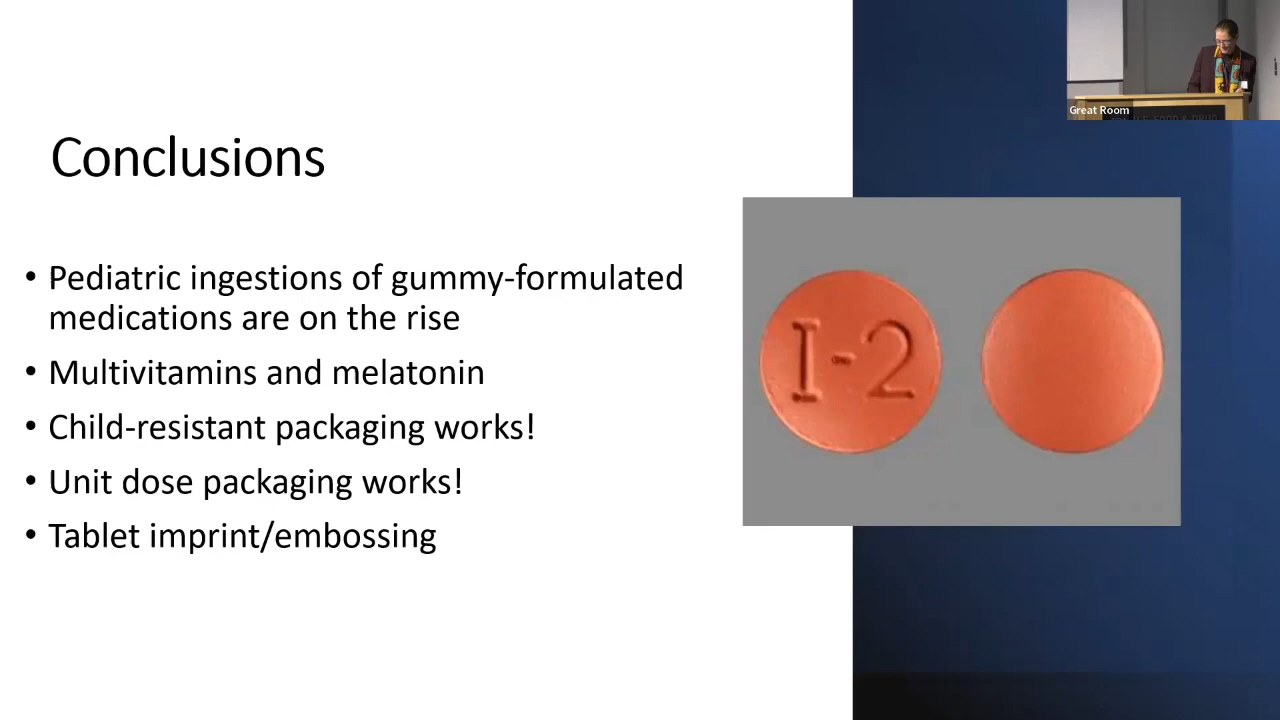 Great Room
Conclusions
• Pediatric ingestions of gummy-formulated
medications are on the rise
• Multivitamins and melatonin
• Child-resistant packaging works!
• Unit dose packaging works!
• Tablet imprint/embossing
I-2